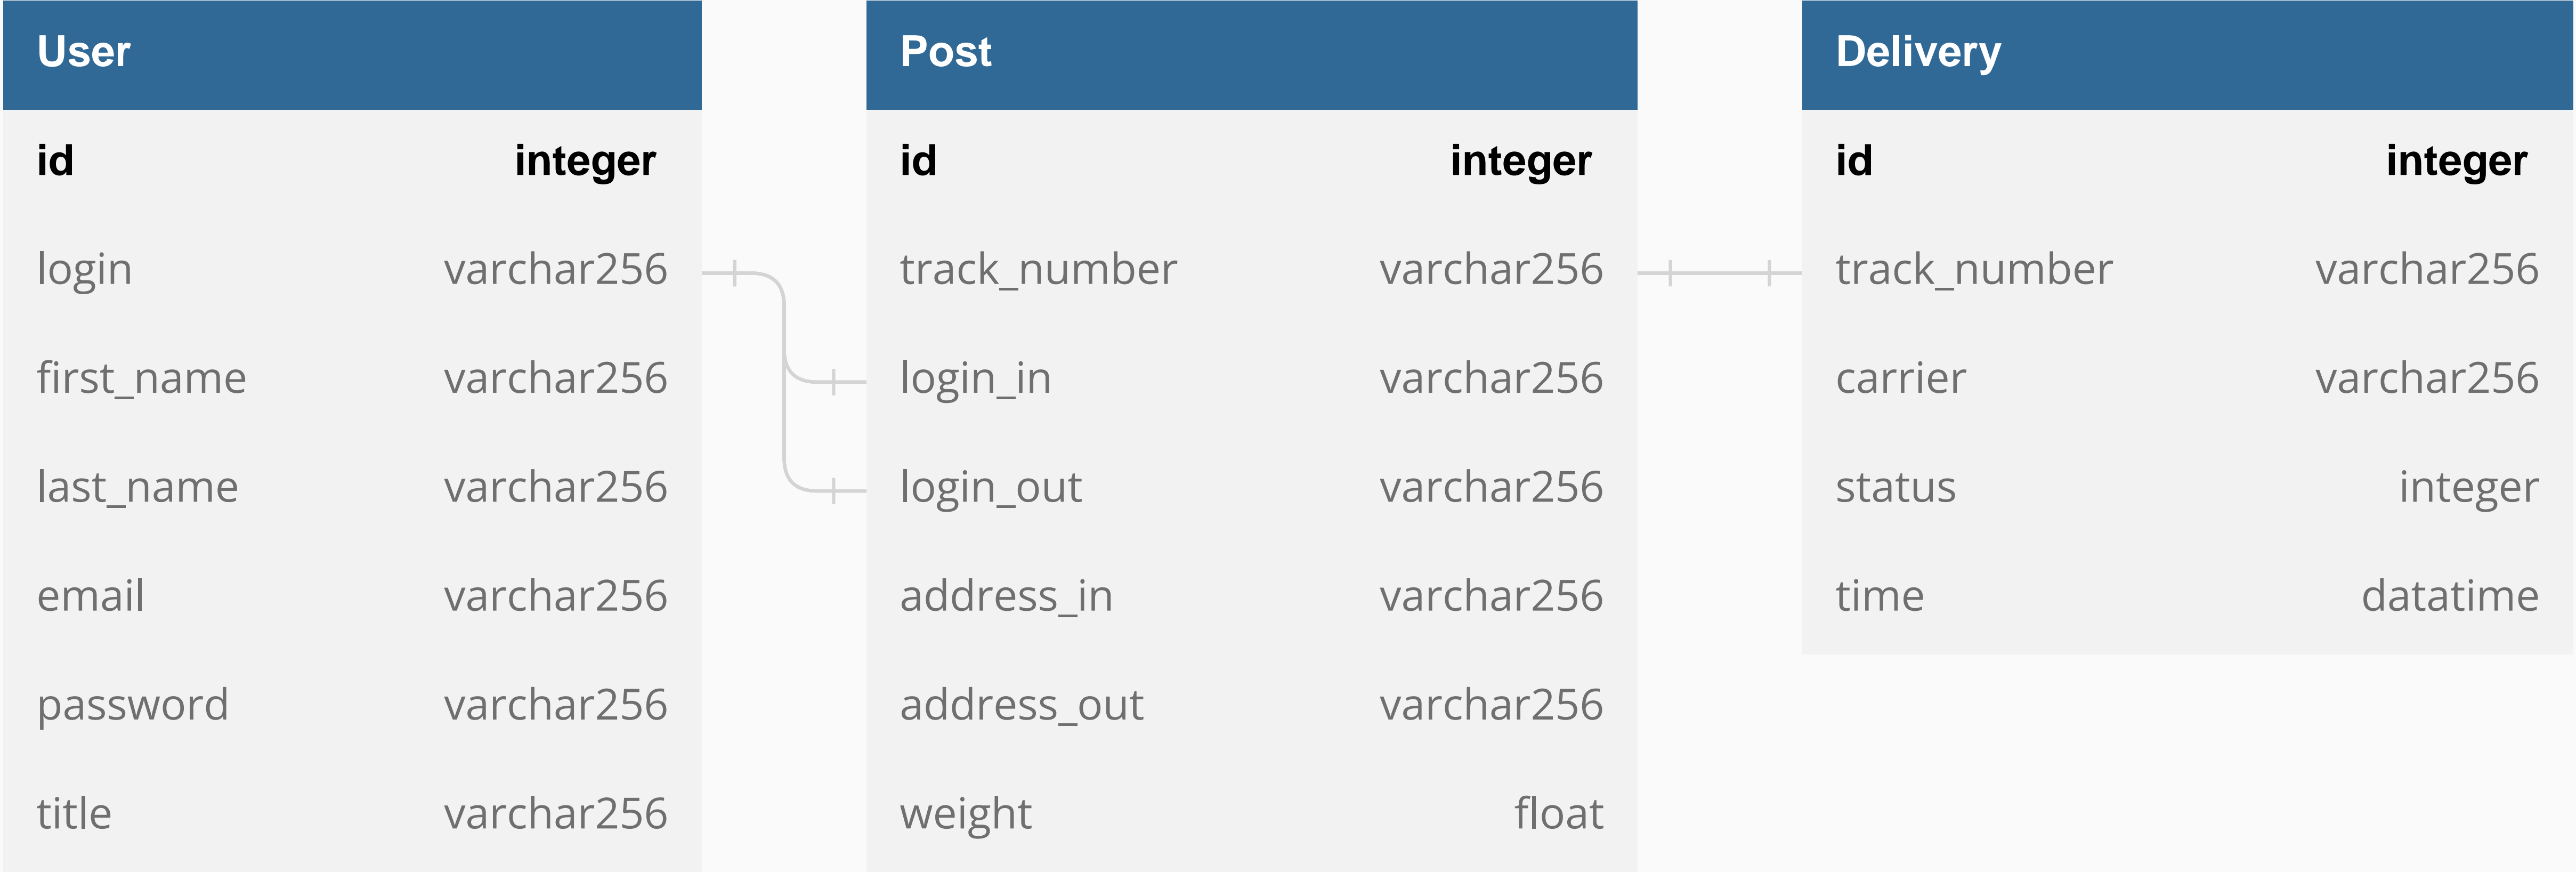 User
id integer
login varchar256
first_name varchar256
last_name varchar256
email varchar256
password varchar256
title varchar256
Post
id integer
track_number varchar256
login_in varchar256
login_out varchar256
address_in varchar256
address_out varchar256
weight float
Delivery
id integer
track_number varchar256
carrier varchar256
status integer
time datatime